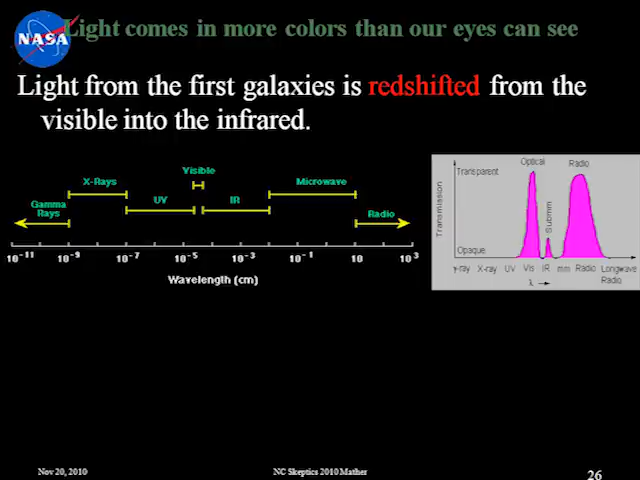 NASA
Light comes in more colors than our eyes can see
Light from the first galaxies is redshifted from the
visible into the infrared.
Visible
X-Rays
Microwave
Gamma
Rays
UV
IR
Radio
10⁻¹¹ 10⁻⁹ 10⁻⁷ 10⁻⁵ 10⁻³ 10⁻¹ 10 10³
Wavelength (cm)
Optical
Radio
Transparent
Transmission
Submm
Opaque
γ-ray X-ray UV Vis IR mm Radio Longwave
Radio
λ
Nov 20, 2010
NC Skeptics 2010 Mather
26